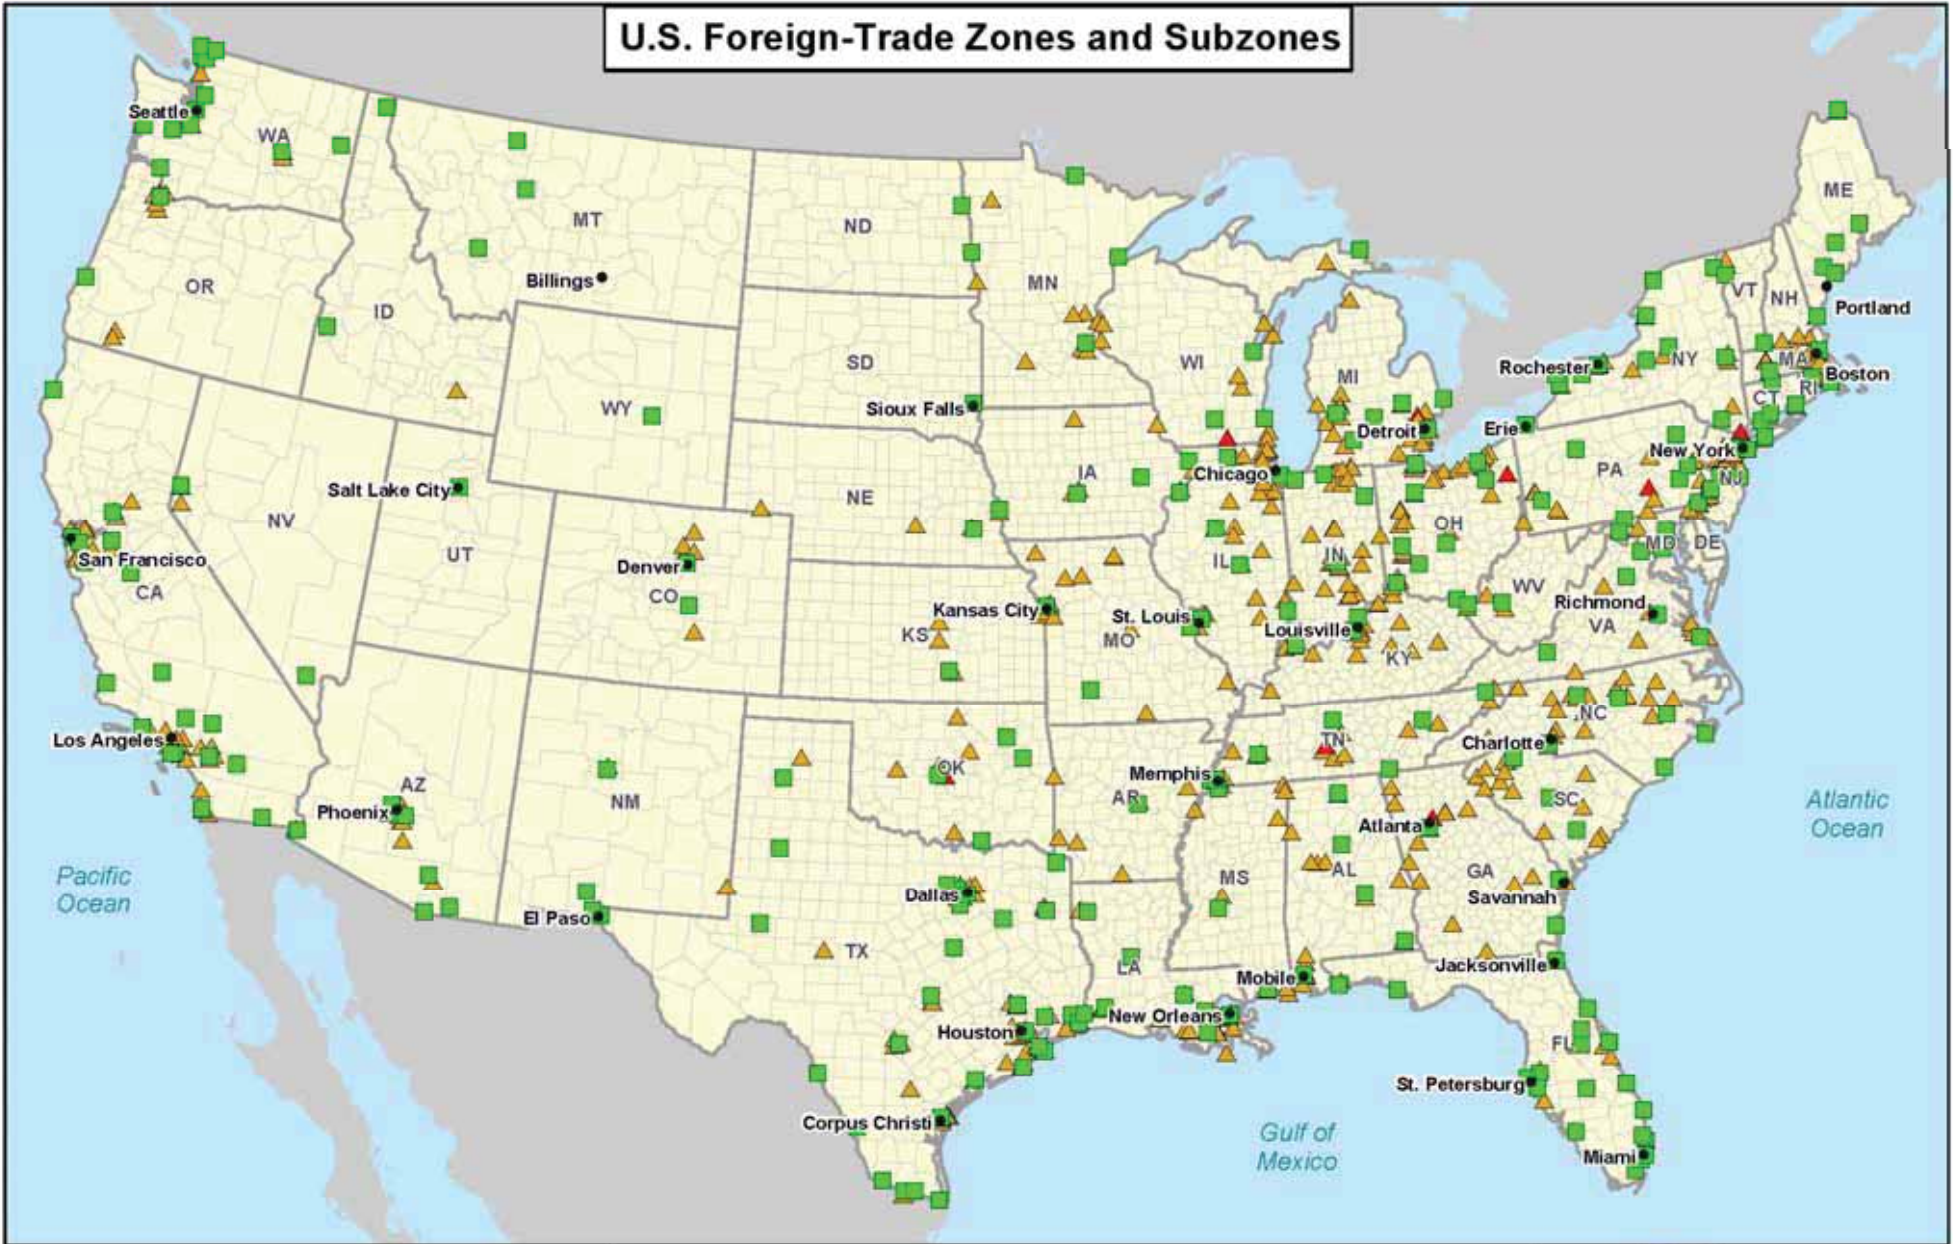 U.S. Foreign-Trade Zones and Subzones
Seattle
WA
MT
ND
ME
OR
ID
Billings
MN
VT
NH
Portland
SD
WI
MI
Rochester
NY
MA
Boston
WY
Sioux Falls
RI
CT
Detroit
Erie
New York
Salt Lake City
NE
IA
Chicago
PA
NJ
NV
UT
OH
San Francisco
CA
Denver
CO
IL
IN
MD
DE
WV
Kansas City
St. Louis
Richmond
KS
MO
Louisville
VA
KY
Los Angeles
NC
TN
Charlotte
AZ
NM
OK
Memphis
AR
SC
Phoenix
Atlanta
Atlantic
Ocean
Pacific
Ocean
MS
AL
GA
Dallas
Savannah
El Paso
TX
LA
Mobile
Jacksonville
New Orleans
Houston
FL
St. Petersburg
Corpus Christi
Gulf of
Mexico
Miami